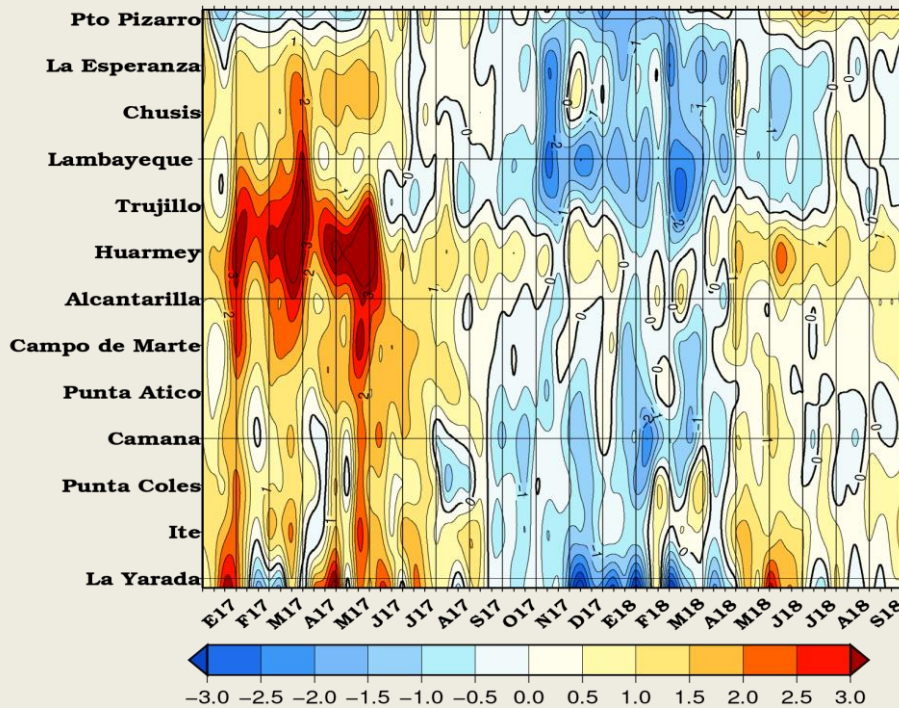 Pto Pizarro
La Esperanza
Chusis
Lambayeque
Trujillo
Huarmey
Alcantarilla
Campo de Marte
Punta Atico
Camana
Punta Coles
Ite
La Yarada
E17 F17 M17 A17 M17 J17 J17 A17 S17 O17 N17 D17 E18 F18 M18 A18 M18 J18 J18 A18 S18
−3.0 −2.5 −2.0 −1.5 −1.0 −0.5 0.0 0.5 1.0 1.5 2.0 2.5 3.0